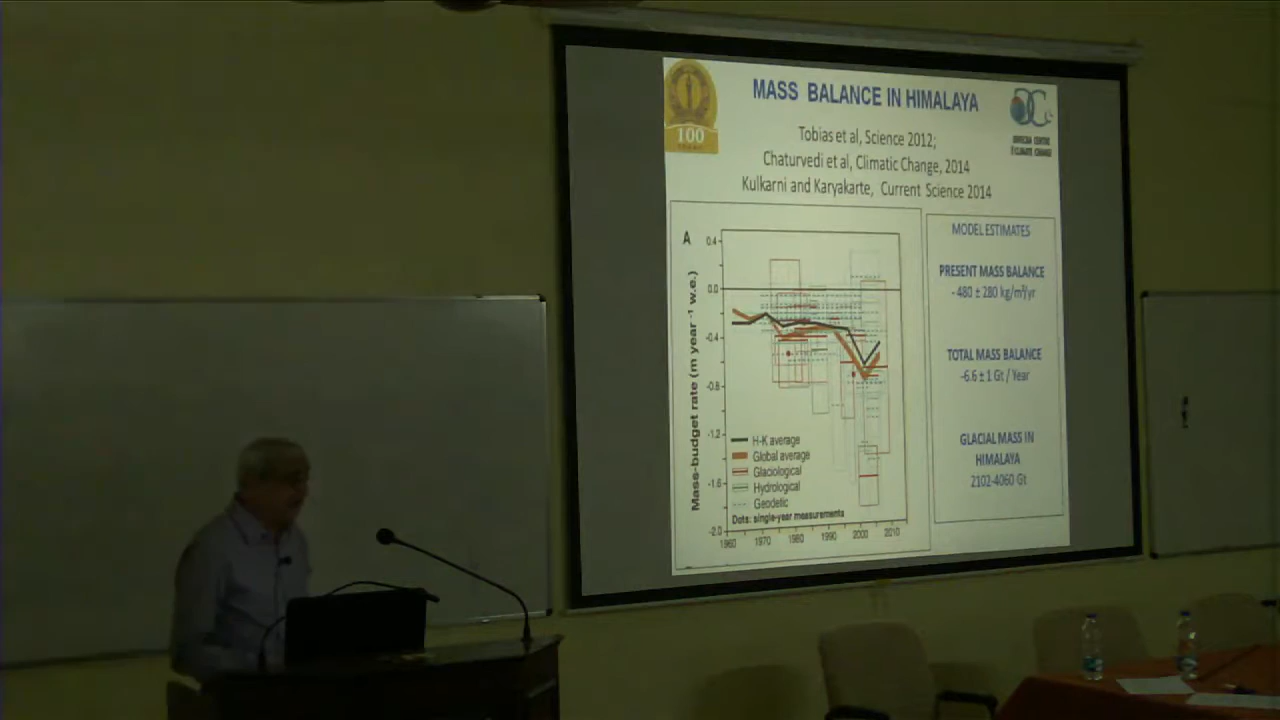 MASS BALANCE IN HIMALAYA
Tobias et al, Science 2012;
Chaturvedi et al, Climatic Change, 2014
Kulkarni and Karyakarte, Current Science 2014
100
DIVECHA CENTRE
CLIMATE CHANGE
A
Mass-budget rate (m year⁻¹ w.e.)
0.4
0.0
-0.4
-0.8
-1.2
-1.6
-2.0
H-K average
Global average
Glaciological
Hydrological
Geodetic
Dots: single-year measurements
1960 1970 1980 1990 2000 2010
MODEL ESTIMATES
PRESENT MASS BALANCE
- 480 ± 280 kg/m²/yr
TOTAL MASS BALANCE
-6.6 ± 1 Gt / Year
GLACIAL MASS IN
HIMALAYA
2102-4060 Gt